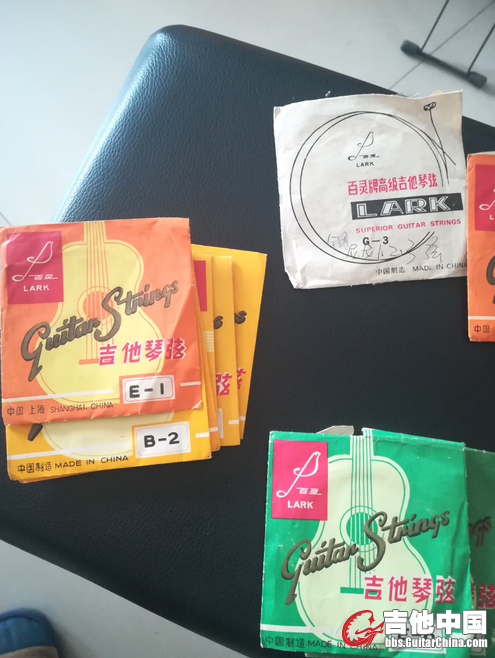 百灵
LARK
百灵牌高级吉他琴弦
LARK
SUPERIOR GUITAR STRINGS
G-3
中国制造 MADE IN CHINA
百灵
LARK
Guitar Strings
吉他琴弦
E-1
中国 上海 SHANGHAI, CHINA
B-2
中国制造 MADE IN CHINA
百灵
LARK
Guitar Strings
吉他琴弦
中国制造 MADE IN CHINA
吉他中国
bbs.GuitarChina.com